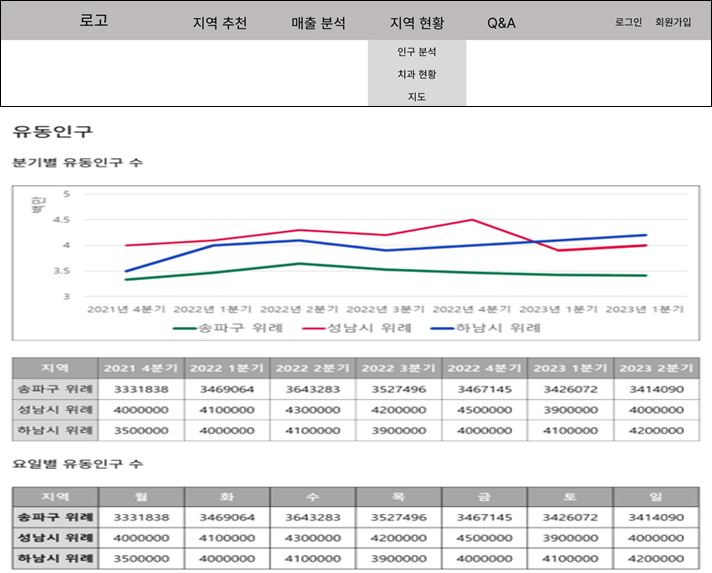 로고 지역 추천 매출 분석 지역 현황 Q&A 로그인 회원가입
인구 분석
치과 현황
지도
유동인구
분기별 유동인구 수
백만
5
4.5
4
3.5
3
2021년 4분기 2022년 1분기 2022년 2분기 2022년 3분기 2022년 4분기 2023년 1분기 2023년 1분기
송파구 위례 성남시 위례 하남시 위례
지역 2021 4분기 2022 1분기 2022 2분기 2022 3분기 2022 4분기 2023 1분기 2023 2분기
송파구 위례 3331838 3469064 3643283 3527496 3467145 3426072 3414090
성남시 위례 4000000 4100000 4300000 4200000 4500000 3900000 4000000
하남시 위례 3500000 4000000 4100000 3900000 4000000 4100000 4200000
요일별 유동인구 수
지역 월 화 수 목 금 토 일
송파구 위례 3331838 3469064 3643283 3527496 3467145 3426072 3414090
성남시 위례 4000000 4100000 4300000 4200000 4500000 3900000 4000000
하남시 위례 3500000 4000000 4100000 3900000 4000000 4100000 4200000